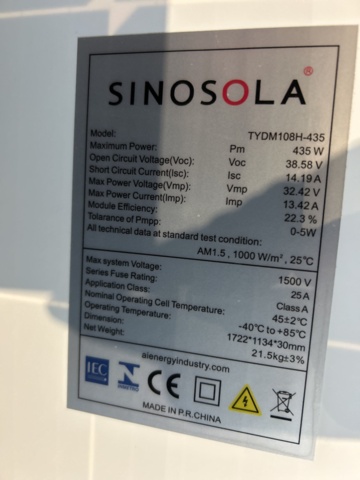 SINOSOLA®
Model: TYDM108H-435
Maximum Power: Pm 435 W
Open Circuit Voltage(Voc): Voc 38.58 V
Short Circuit Current(Isc): Isc 14.19 A
Max Power Voltage(Vmp): Vmp 32.42 V
Max Power Current(Imp): Imp 13.42 A
Module Efficiency: 22.3 %
Tolarance of Pmpp: 0-5W
All technical data at standard test condition:
AM1.5 , 1000 W/m², 25℃
Max system Voltage: 1500 V
Series Fuse Rating: 25 A
Application Class: Class A
Nominal Operating Cell Temperature: 45±2℃
Operating Temperature: -40℃ to +85℃
Dimension: 1722*1134*30mm
Net Weight: 21.5kg±3%
aienergyindustry.com
IEC
CE
MADE IN P.R.CHINA